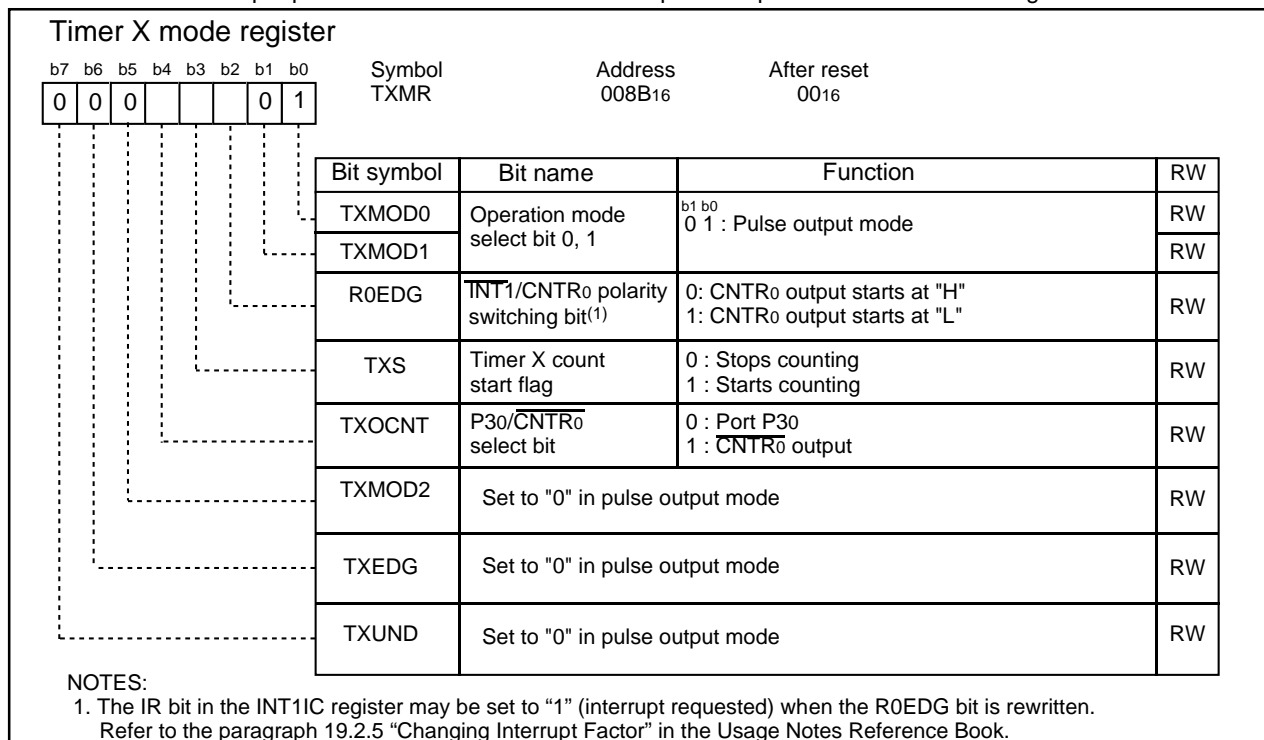 Timer X mode register
b7 b6 b5 b4 b3 b2 b1 b0
Symbol Address After reset
0 0 0 0 1
TXMR 008B16 0016
Bit symbol Bit name Function RW
TXMOD0 Operation mode select bit 0, 1 b1 b0
0 1 : Pulse output mode RW
TXMOD1 RW
R0EDG INT1/CNTR0 polarity switching bit(1) 0: CNTR0 output starts at "H"
1: CNTR0 output starts at "L" RW
TXS Timer X count start flag 0 : Stops counting
1 : Starts counting RW
TXOCNT P30/CNTR0 select bit 0 : Port P30
1 : CNTR0 output RW
TXMOD2 Set to "0" in pulse output mode RW
TXEDG Set to "0" in pulse output mode RW
TXUND Set to "0" in pulse output mode RW
NOTES:
1. The IR bit in the INT1IC register may be set to “1” (interrupt requested) when the R0EDG bit is rewritten.
Refer to the paragraph 19.2.5 “Changing Interrupt Factor” in the Usage Notes Reference Book.